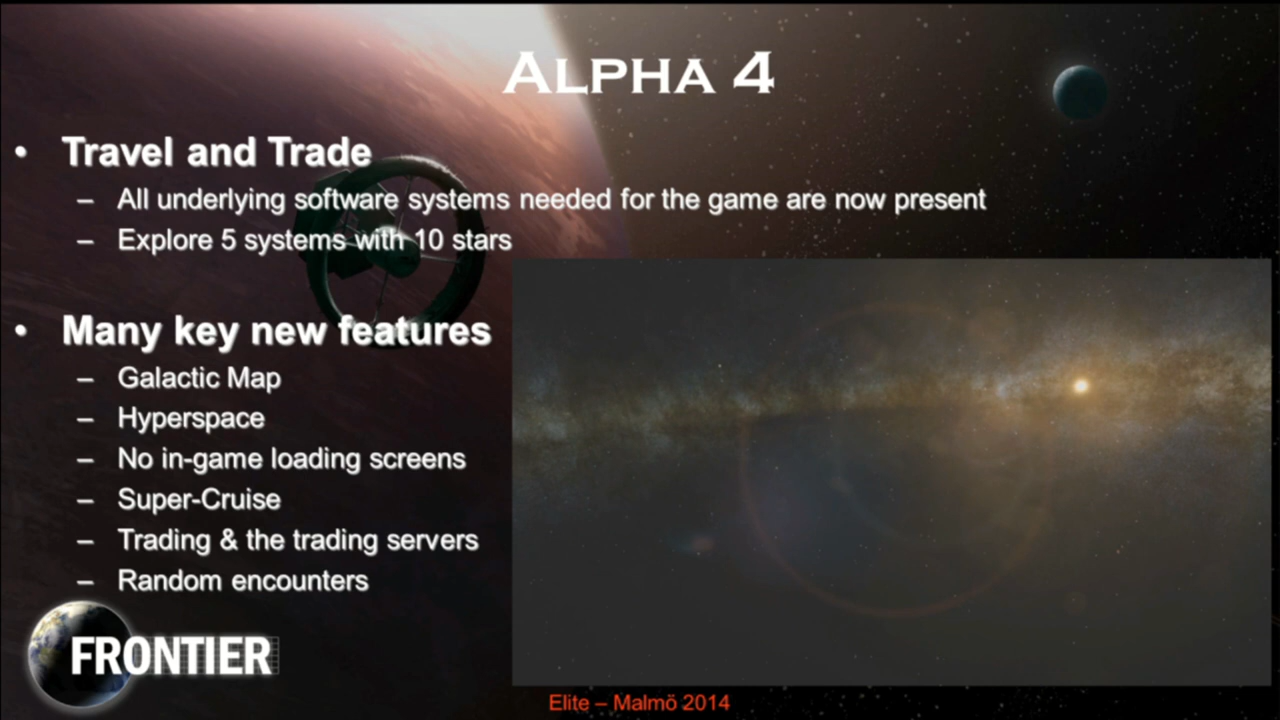 Alpha 4
• Travel and Trade
– All underlying software systems needed for the game are now present
– Explore 5 systems with 10 stars
• Many key new features
– Galactic Map
– Hyperspace
– No in-game loading screens
– Super-Cruise
– Trading & the trading servers
– Random encounters
FRONTIER
Elite – Malmö 2014